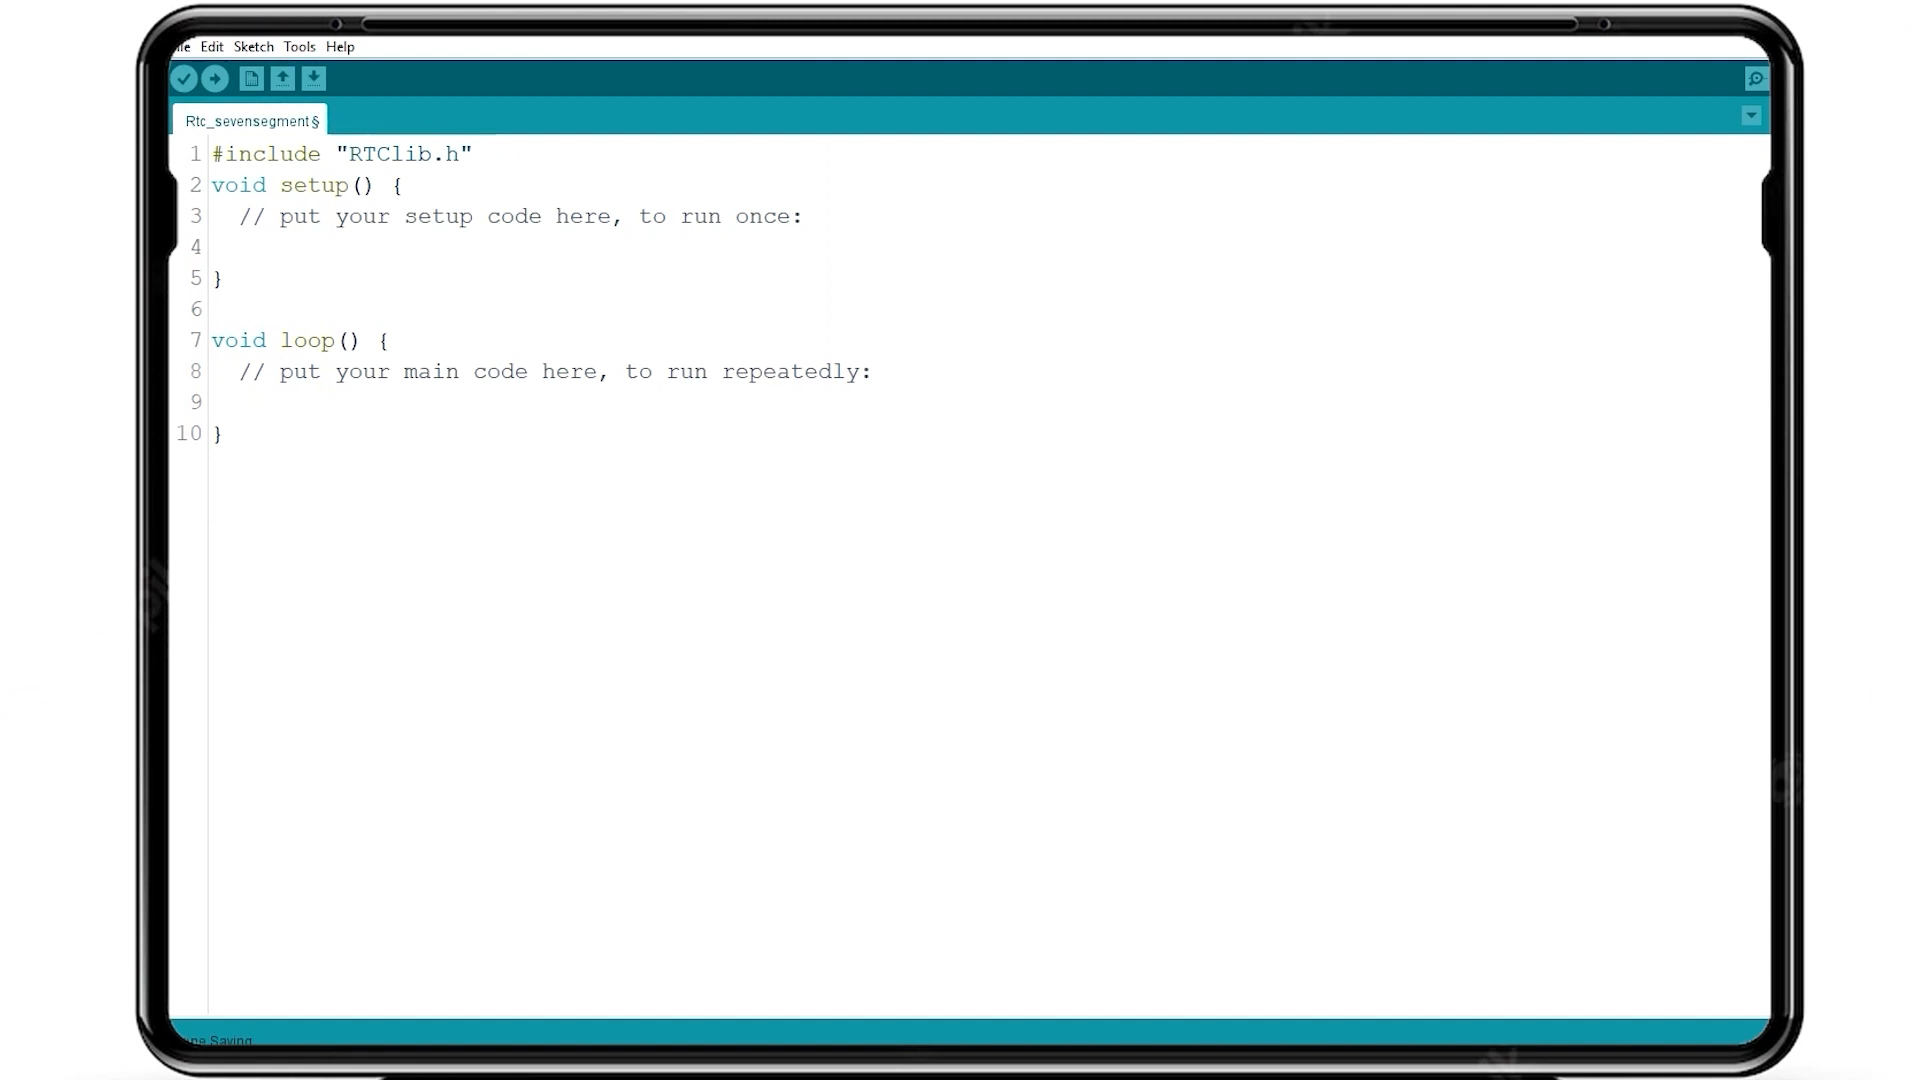 Edit Sketch Tools Help
Rtc_sevensegment §
1 #include "RTClib.h"
2 void setup() {
3 // put your setup code here, to run once:
4
5 }
6
7 void loop() {
8 // put your main code here, to run repeatedly:
9
10 }
Saving